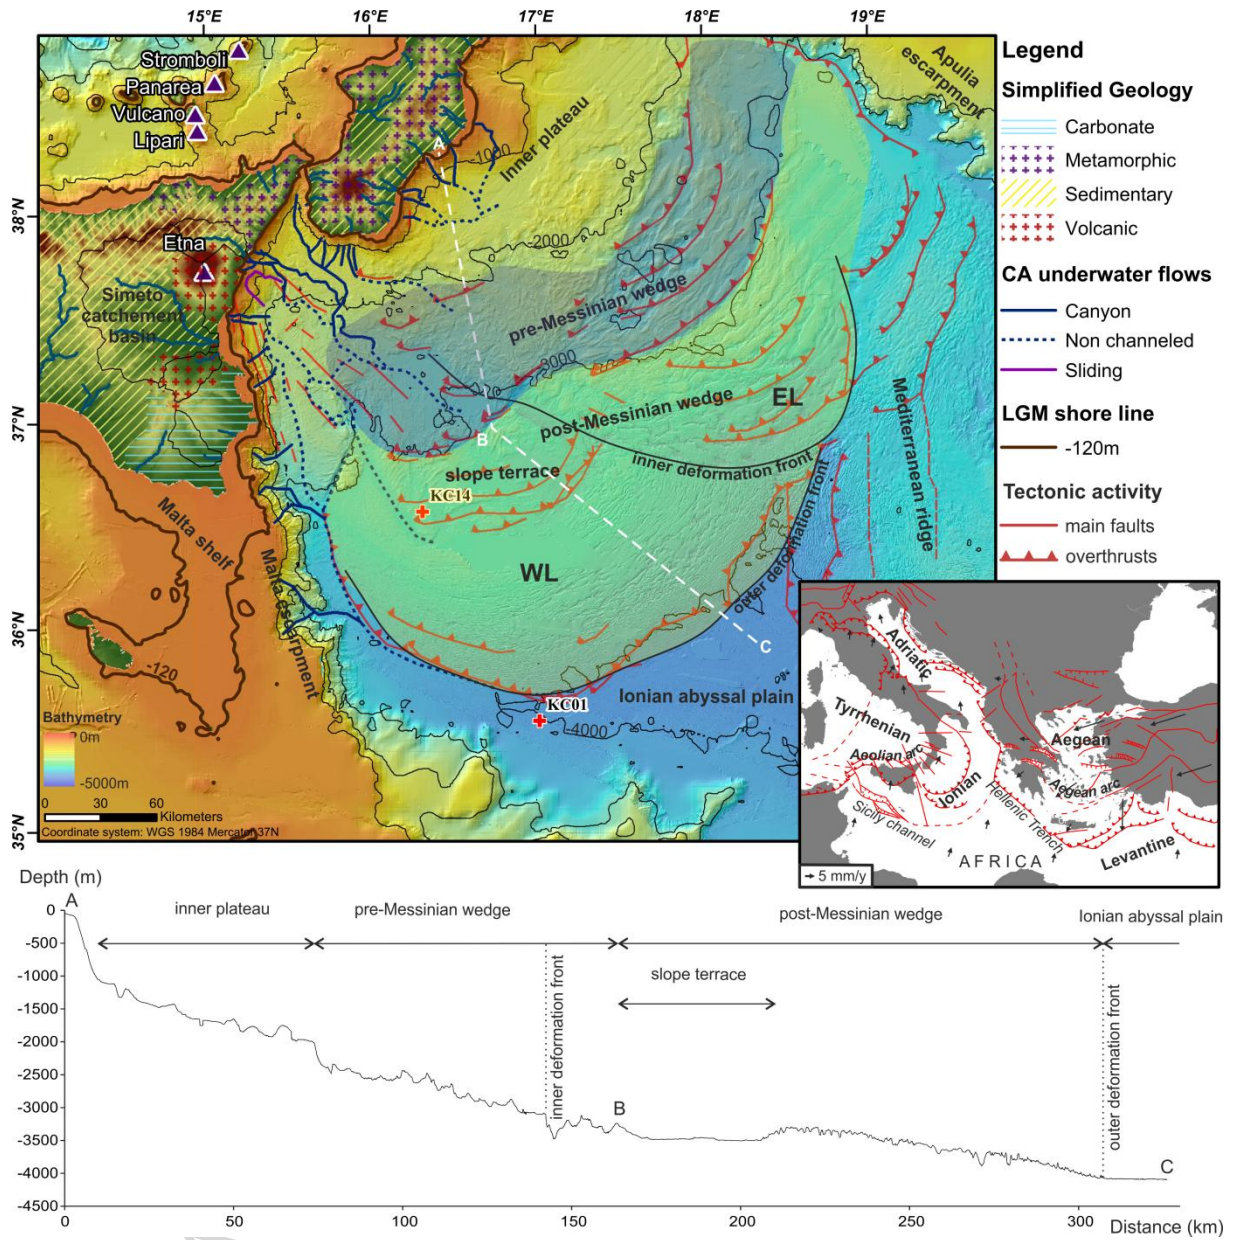 15°E 16°E 17°E 18°E 19°E
38°N
37°N
36°N
35°N
Stromboli
Panarea
Vulcano
Lipari
Etna
Simeto
catchement
basin
A
-1000
Inner plateau
-2000
Apulia
escarpment
pre-Messinian wedge
-3000
post-Messinian wedge
EL
B
slope terrace
inner deformation front
KC14
Mediterranean ridge
Malta shelf
WL
outer deformation front
Malta escarpment
C
-120
Ionian abyssal plain
KC01
-4000
Bathymetry
0m
-5000m
0 30 60
Kilometers
Coordinate system: WGS 1984 Mercator 37N
Legend
Simplified Geology
Carbonate
Metamorphic
Sedimentary
Volcanic
CA underwater flows
Canyon
Non channeled
Sliding
LGM shore line
-120m
Tectonic activity
main faults
overthrusts
Adriatic
Tyrrhenian
Aegean
Aeolian arc
Aegean arc
Ionian
Hellenic Trench
Sicily channel
AFRICA
Levantine
5 mm/y
Depth (m)
A
inner plateau pre-Messinian wedge post-Messinian wedge Ionian abyssal plain
slope terrace
inner deformation front
outer deformation front
B
C
0
-500
-1000
-1500
-2000
-2500
-3000
-3500
-4000
-4500
0 50 100 150 200 250 300 Distance (km)